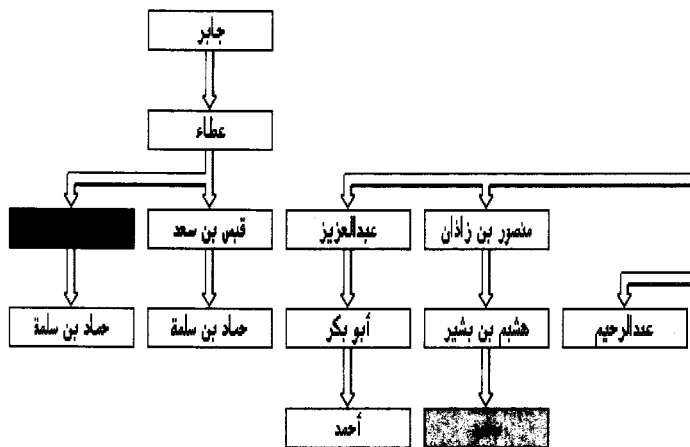 جابر
عطاء
منصور بن زاذان
عبدالعزيز
قيس بن سعد
عبدالرحيم
هشيم بن بشير
أبو بكر
حماد بن سلمة
حماد بن سلمة
أحمد